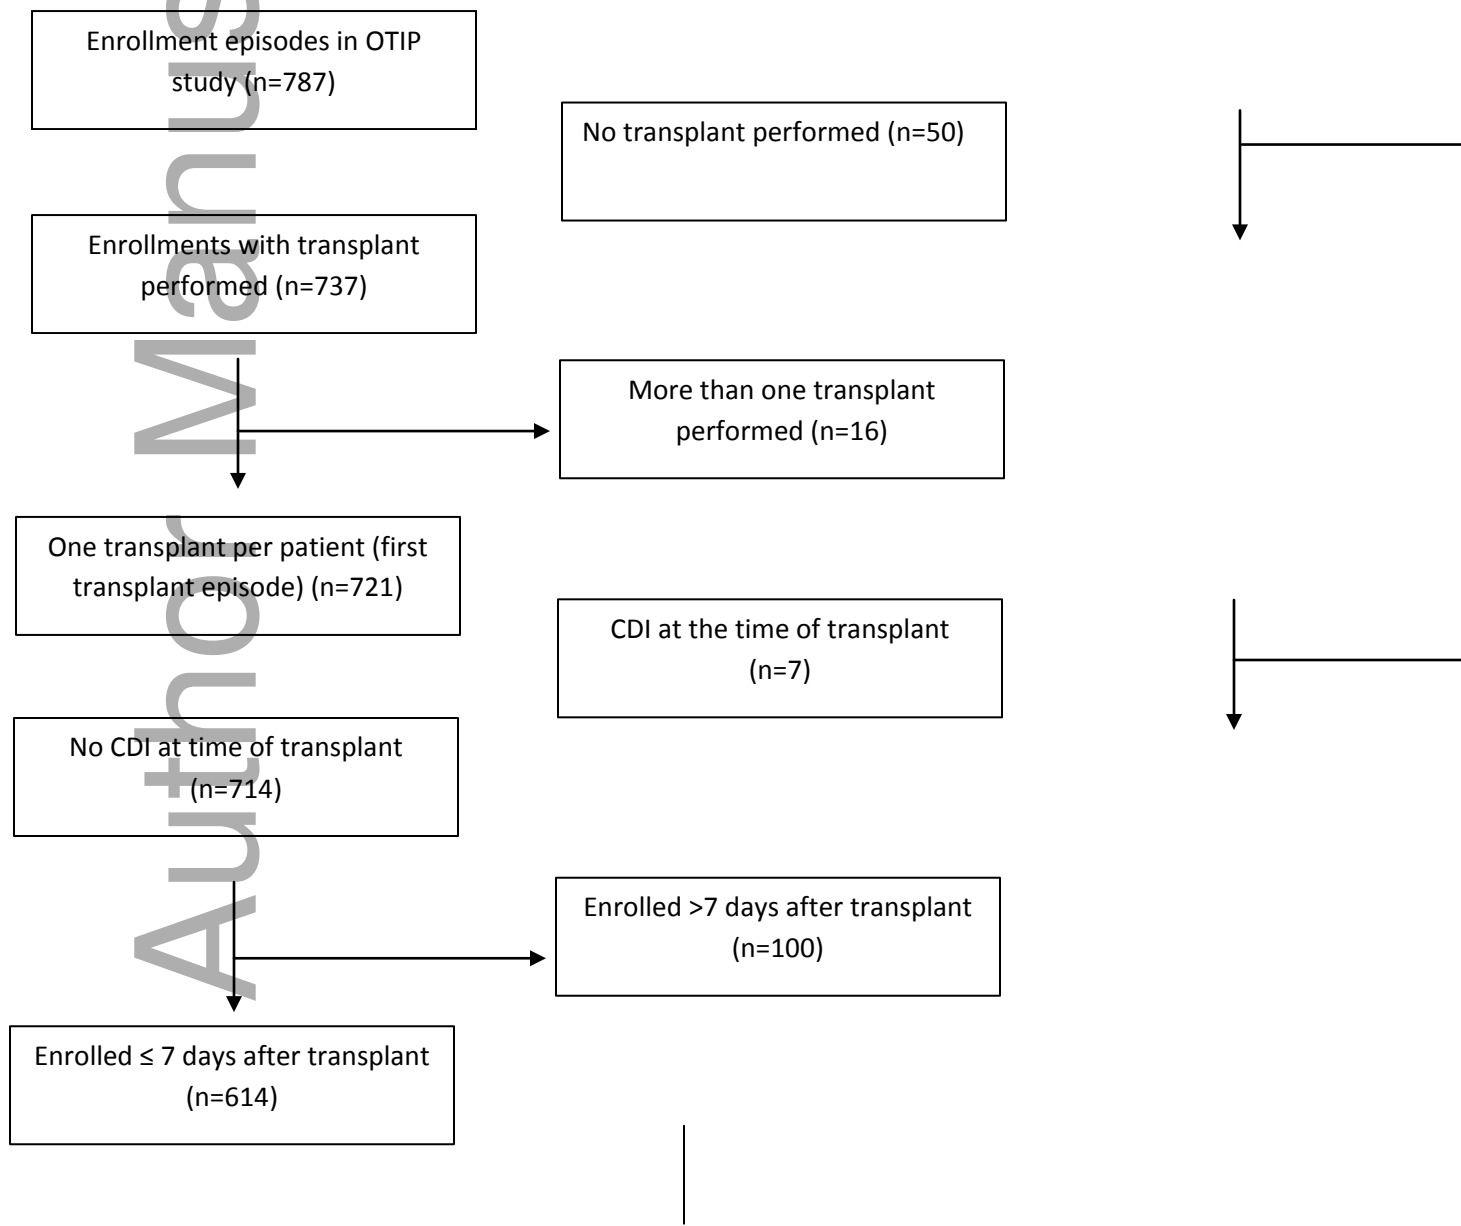 Enrollment episodes in OTIP
study (n=787)
No transplant performed (n=50)
Enrollments with transplant
performed (n=737)
More than one transplant
performed (n=16)
One transplant per patient (first
transplant episode) (n=721)
CDI at the time of transplant
(n=7)
No CDI at time of transplant
(n=714)
Enrolled >7 days after transplant
(n=100)
Enrolled ≤ 7 days after transplant
(n=614)
Author Manus